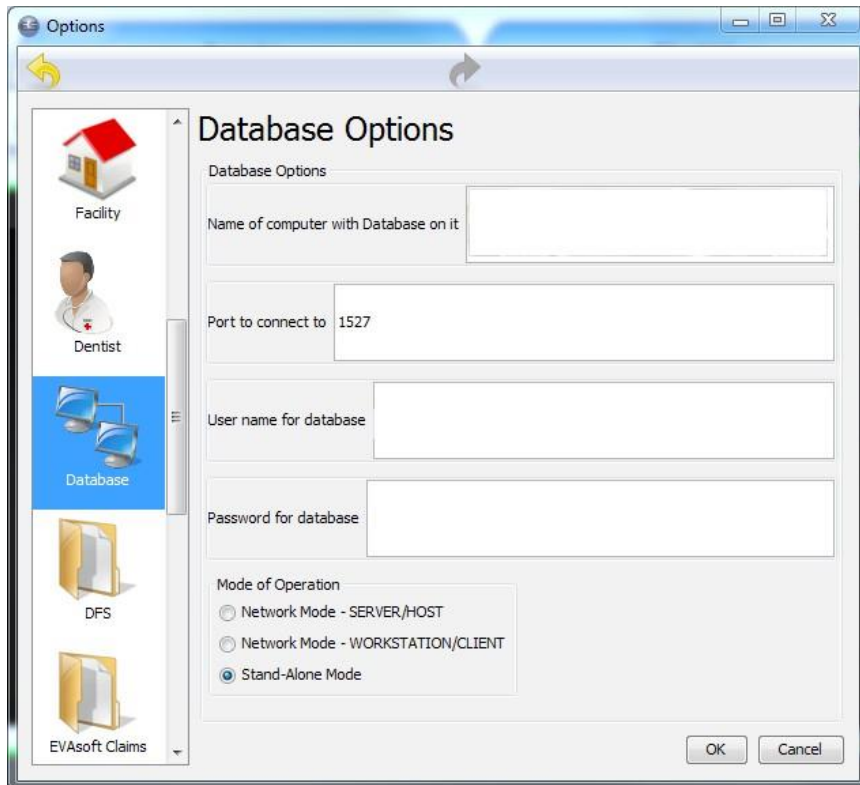 Options
Facility
Dentist
Database
DFS
EVAsoft Claims
Database Options
Database Options
Name of computer with Database on it
Port to connect to 1527
User name for database
Password for database
Mode of Operation
Network Mode - SERVER/HOST
Network Mode - WORKSTATION/CLIENT
Stand-Alone Mode
OK Cancel